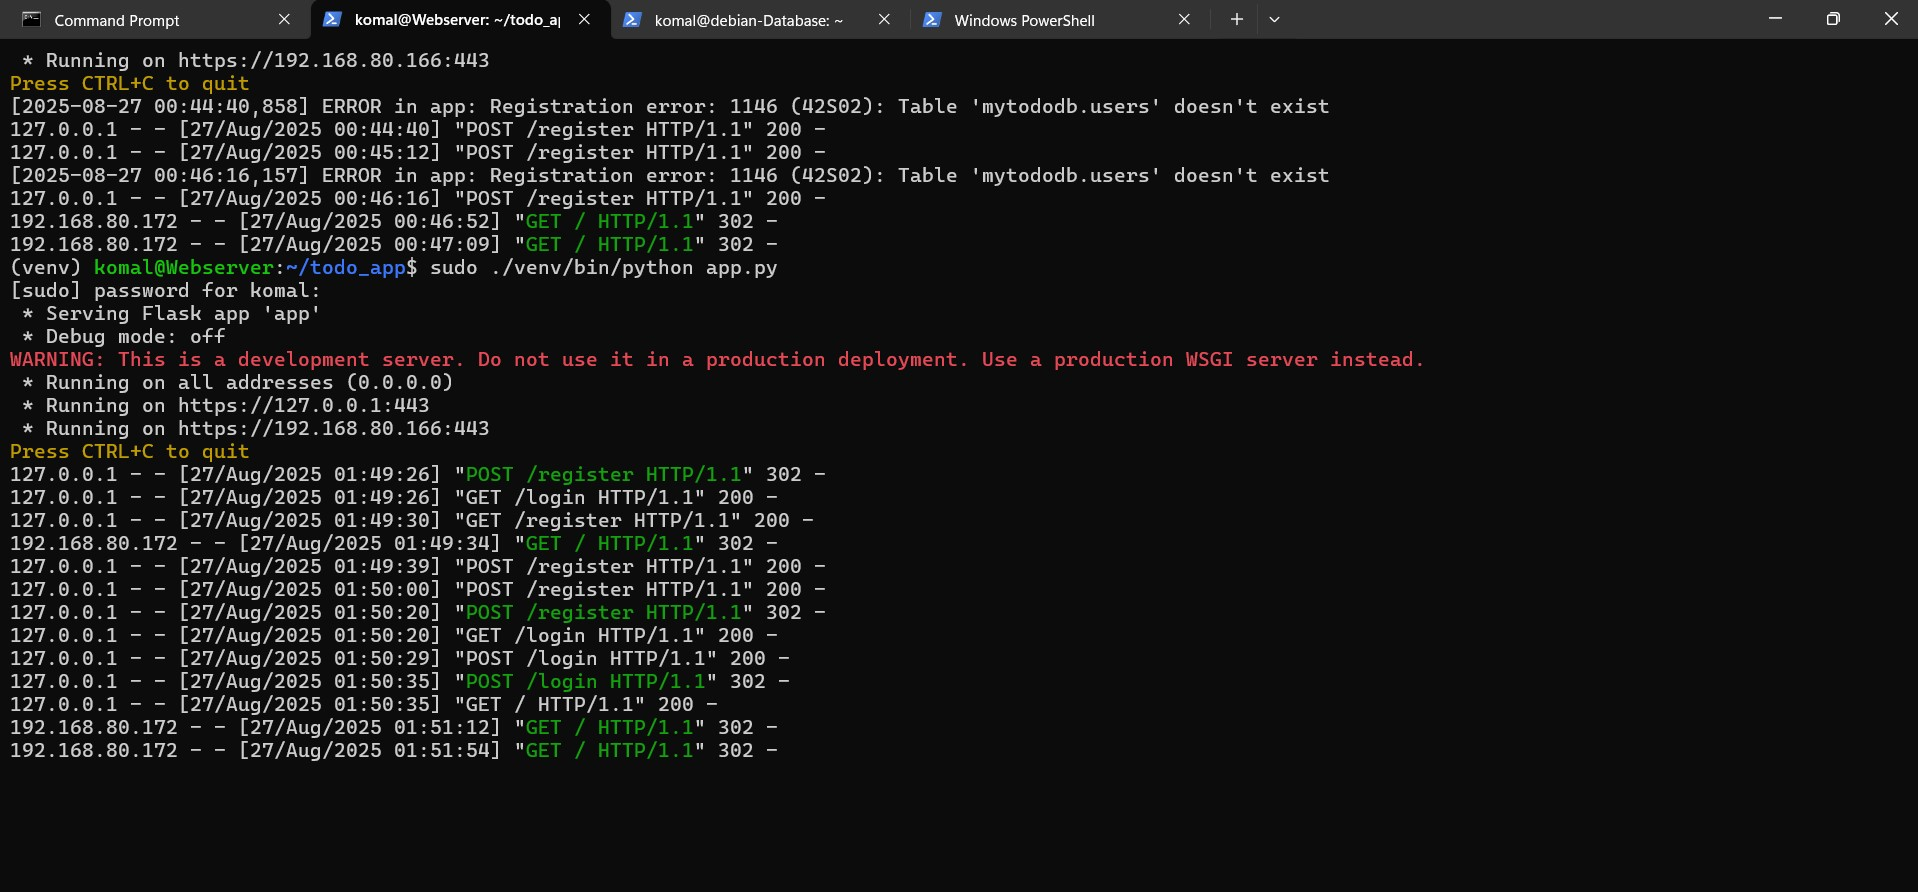 Command Prompt
komal@Webserver: ~/todo_a
komal@debian-Database: ~
Windows PowerShell
* Running on https://192.168.80.166:443
Press CTRL+C to quit
[2025-08-27 00:44:40,858] ERROR in app: Registration error: 1146 (42S02): Table 'mytododb.users' doesn't exist
127.0.0.1 - - [27/Aug/2025 00:44:40] "POST /register HTTP/1.1" 200 -
127.0.0.1 - - [27/Aug/2025 00:45:12] "POST /register HTTP/1.1" 200 -
[2025-08-27 00:46:16,157] ERROR in app: Registration error: 1146 (42S02): Table 'mytododb.users' doesn't exist
127.0.0.1 - - [27/Aug/2025 00:46:16] "POST /register HTTP/1.1" 200 -
192.168.80.172 - - [27/Aug/2025 00:46:52] "GET / HTTP/1.1" 302 -
192.168.80.172 - - [27/Aug/2025 00:47:09] "GET / HTTP/1.1" 302 -
(venv) komal@Webserver:~/todo_app$ sudo ./venv/bin/python app.py
[sudo] password for komal:
* Serving Flask app 'app'
* Debug mode: off
WARNING: This is a development server. Do not use it in a production deployment. Use a production WSGI server instead.
* Running on all addresses (0.0.0.0)
* Running on https://127.0.0.1:443
* Running on https://192.168.80.166:443
Press CTRL+C to quit
127.0.0.1 - - [27/Aug/2025 01:49:26] "POST /register HTTP/1.1" 302 -
127.0.0.1 - - [27/Aug/2025 01:49:26] "GET /login HTTP/1.1" 200 -
127.0.0.1 - - [27/Aug/2025 01:49:30] "GET /register HTTP/1.1" 200 -
192.168.80.172 - - [27/Aug/2025 01:49:34] "GET / HTTP/1.1" 302 -
127.0.0.1 - - [27/Aug/2025 01:49:39] "POST /register HTTP/1.1" 200 -
127.0.0.1 - - [27/Aug/2025 01:50:00] "POST /register HTTP/1.1" 200 -
127.0.0.1 - - [27/Aug/2025 01:50:20] "POST /register HTTP/1.1" 302 -
127.0.0.1 - - [27/Aug/2025 01:50:20] "GET /login HTTP/1.1" 200 -
127.0.0.1 - - [27/Aug/2025 01:50:29] "POST /login HTTP/1.1" 200 -
127.0.0.1 - - [27/Aug/2025 01:50:35] "POST /login HTTP/1.1" 302 -
127.0.0.1 - - [27/Aug/2025 01:50:35] "GET / HTTP/1.1" 200 -
192.168.80.172 - - [27/Aug/2025 01:51:12] "GET / HTTP/1.1" 302 -
192.168.80.172 - - [27/Aug/2025 01:51:54] "GET / HTTP/1.1" 302 -